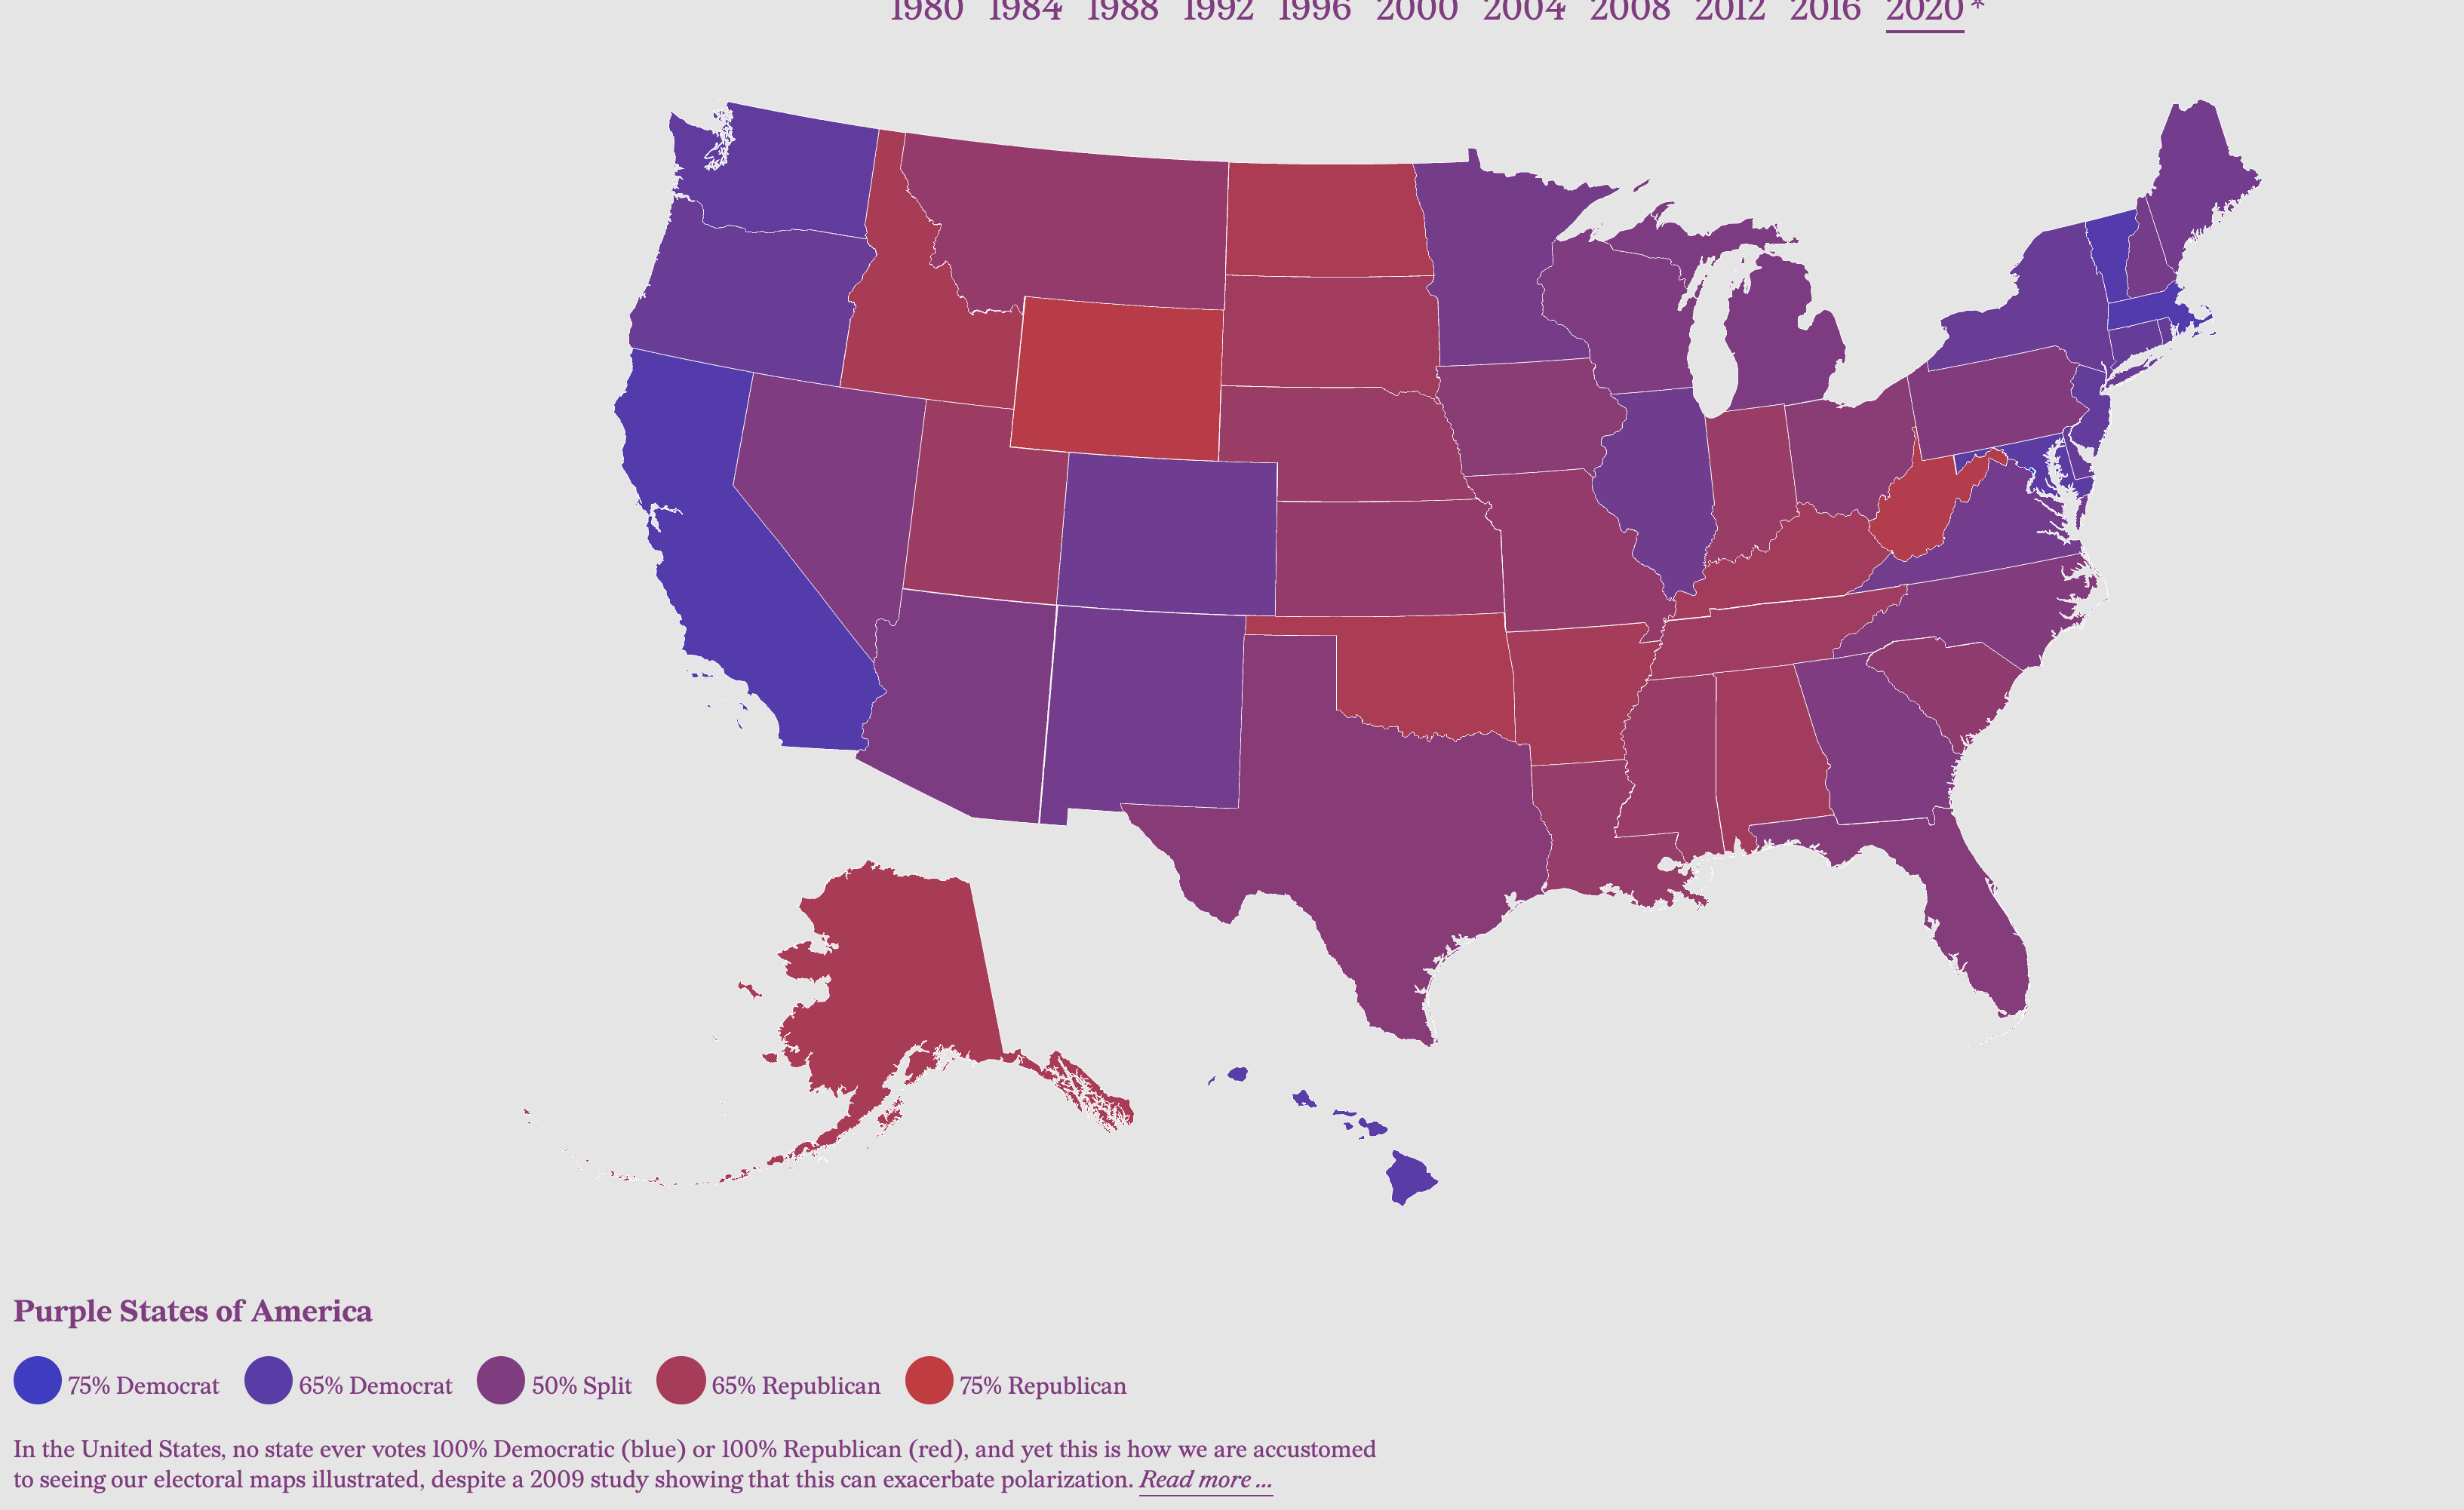 1980 1984 1988 1992 1996 2000 2004 2008 2012 2016 2020*
Purple States of America
75% Democrat 65% Democrat 50% Split 65% Republican 75% Republican
In the United States, no state ever votes 100% Democratic (blue) or 100% Republican (red), and yet this is how we are accustomed
to seeing our electoral maps illustrated, despite a 2009 study showing that this can exacerbate polarization. Read more ...